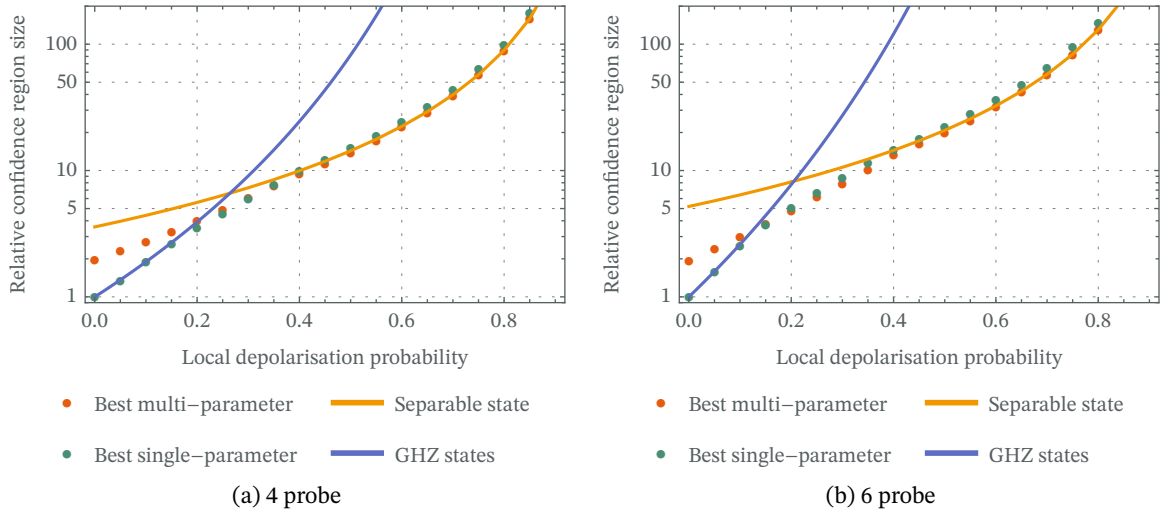 Relative confidence region size
100
50
10
5
1
0.0 0.2 0.4 0.6 0.8
Local depolarisation probability
Best multi−parameter
Separable state
Best single−parameter
GHZ states
(a) 4 probe
Relative confidence region size
100
50
10
5
1
0.0 0.2 0.4 0.6 0.8
Local depolarisation probability
Best multi−parameter
Separable state
Best single−parameter
GHZ states
(b) 6 probe